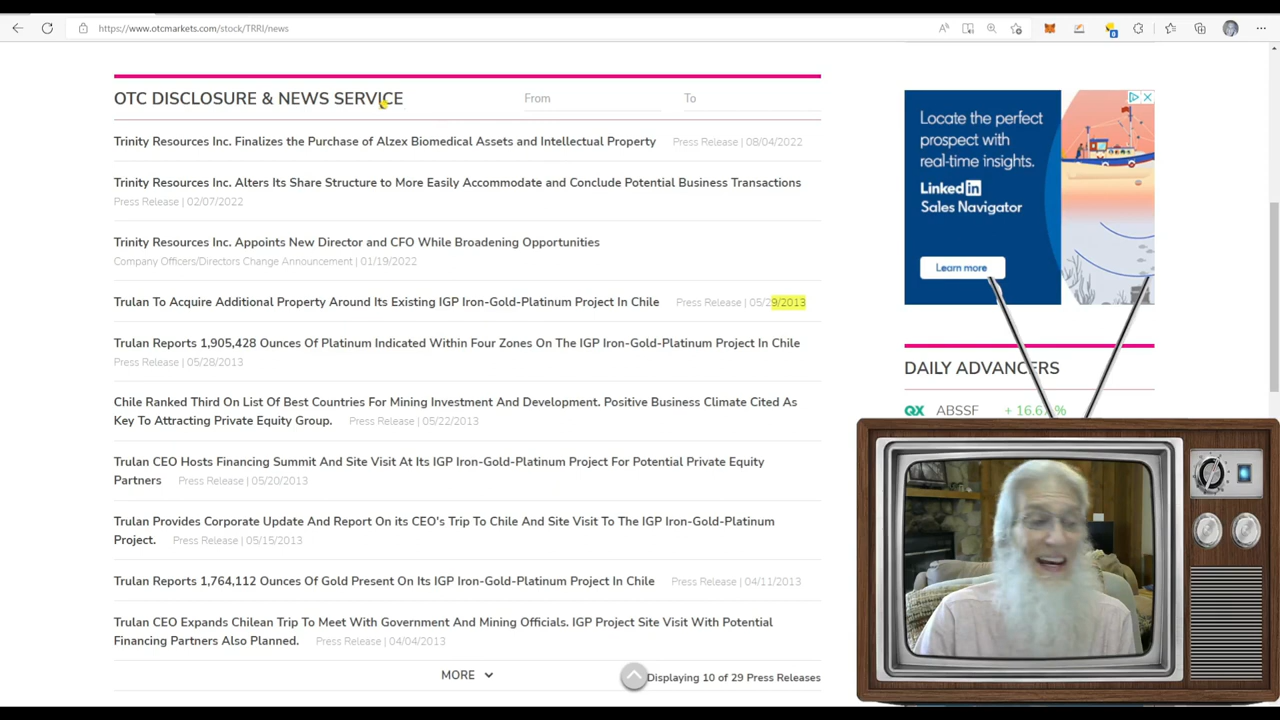 https://www.otcmarkets.com/stock/TRRI/news
OTC DISCLOSURE & NEWS SERVICE
From
To
Trinity Resources Inc. Finalizes the Purchase of Alzex Biomedical Assets and Intellectual Property Press Release | 08/04/2022
Trinity Resources Inc. Alters Its Share Structure to More Easily Accommodate and Conclude Potential Business Transactions
Press Release | 02/07/2022
Trinity Resources Inc. Appoints New Director and CFO While Broadening Opportunities
Company Officers/Directors Change Announcement | 01/19/2022
Trulan To Acquire Additional Property Around Its Existing IGP Iron-Gold-Platinum Project In Chile Press Release | 05/29/2013
Trulan Reports 1,905,428 Ounces Of Platinum Indicated Within Four Zones On The IGP Iron-Gold-Platinum Project In Chile
Press Release | 05/28/2013
Chile Ranked Third On List Of Best Countries For Mining Investment And Development. Positive Business Climate Cited As
Key To Attracting Private Equity Group. Press Release | 05/22/2013
Trulan CEO Hosts Financing Summit And Site Visit At Its IGP Iron-Gold-Platinum Project For Potential Private Equity
Partners Press Release | 05/20/2013
Trulan Provides Corporate Update And Report On its CEO's Trip To Chile And Site Visit To The IGP Iron-Gold-Platinum
Project. Press Release | 05/15/2013
Trulan Reports 1,764,112 Ounces Of Gold Present On Its IGP Iron-Gold-Platinum Project In Chile Press Release | 04/11/2013
Trulan CEO Expands Chilean Trip To Meet With Government And Mining Officials. IGP Project Site Visit With Potential
Financing Partners Also Planned. Press Release | 04/04/2013
MORE
Displaying 10 of 29 Press Releases
Locate the perfect
prospect with
real-time insights.
Linked in
Sales Navigator
Learn more
DAILY ADVANCERS
QX ABSSF + 16.67 %